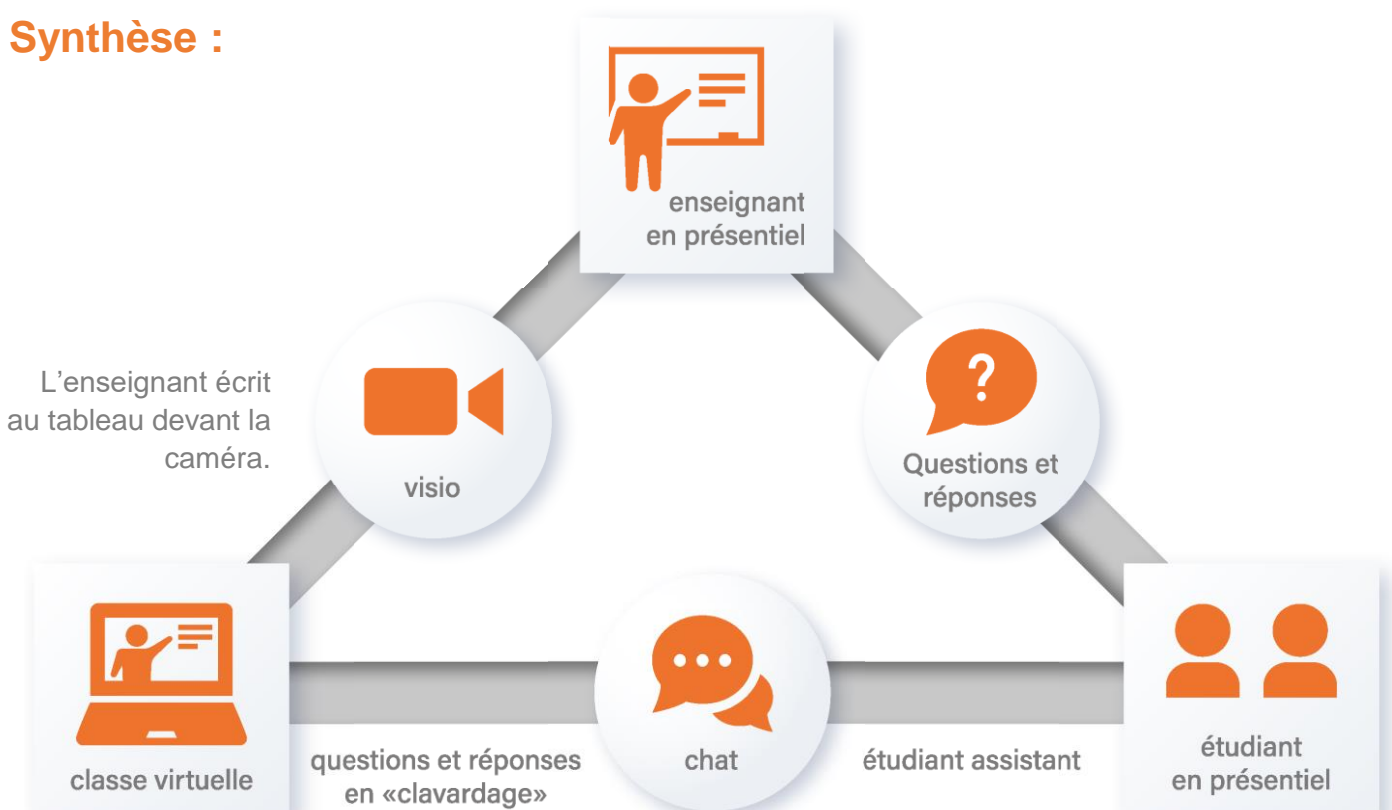 Synthèse :
enseignant
en présentiel
L'enseignant écrit
au tableau devant la
caméra.
visio
?
Questions et
réponses
classe virtuelle
questions et réponses
en «clavardage»
chat
étudiant assistant
étudiant
en présentiel